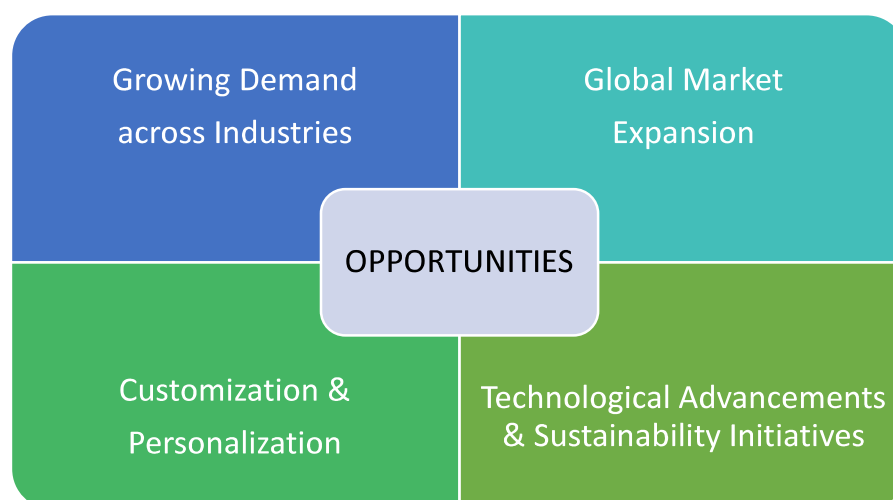 Growing Demand
across Industries
Global Market
Expansion
OPPORTUNITIES
Customization &
Personalization
Technological Advancements
& Sustainability Initiatives